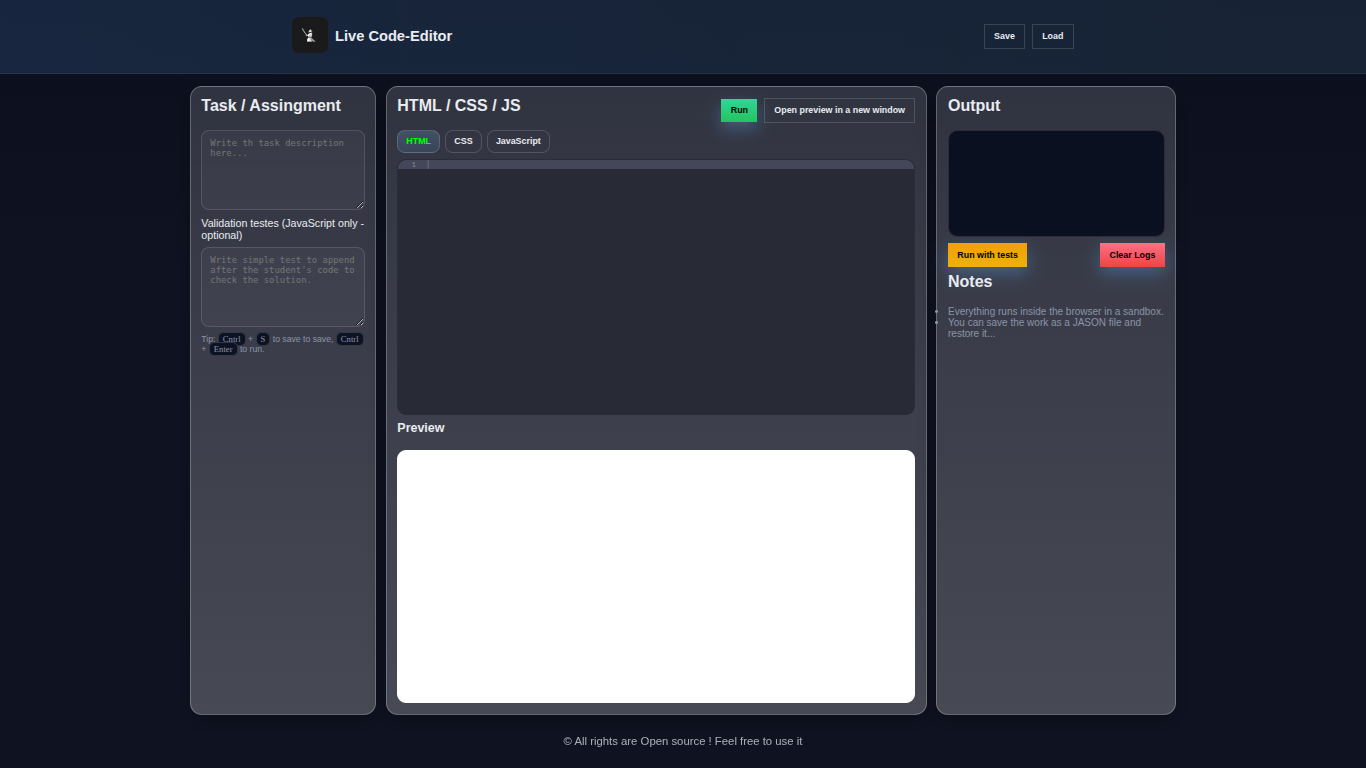 Live Code-Editor
Save
Load
Task / Assingment
Write th task description
here...
Validation testes (JavaScript only -
optional)
Write simple test to append
after the student's code to
check the solution.
Tip: Cntrl + S to save to save, Cntrl
+ Enter to run.
HTML / CSS / JS
Run
Open preview in a new window
HTML
CSS
JavaScript
1
Preview
Output
Run with tests
Clear Logs
Notes
Everything runs inside the browser in a sandbox.
You can save the work as a JASON file and
restore it...
© All rights are Open source ! Feel free to use it